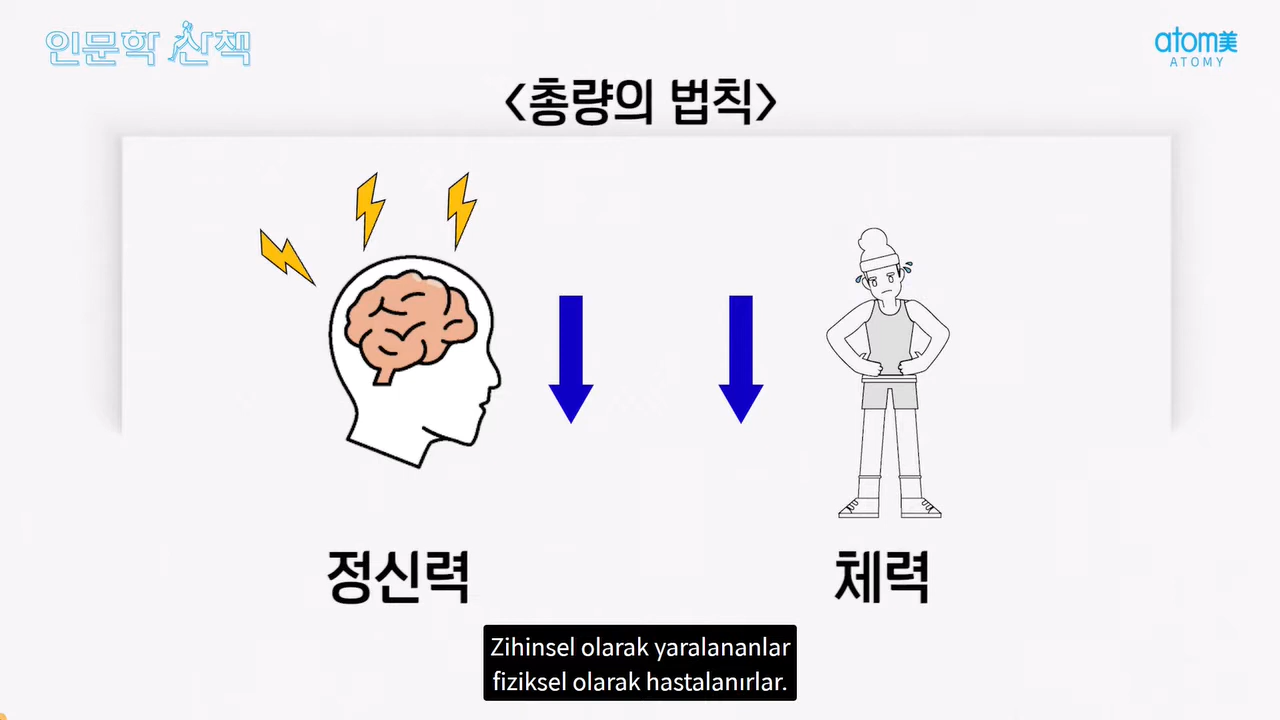 인문학 산책
atom美
ATOMY
<총량의 법칙>
정신력
체력
Zihinsel olarak yaralananlar
fiziksel olarak hastalanırlar.